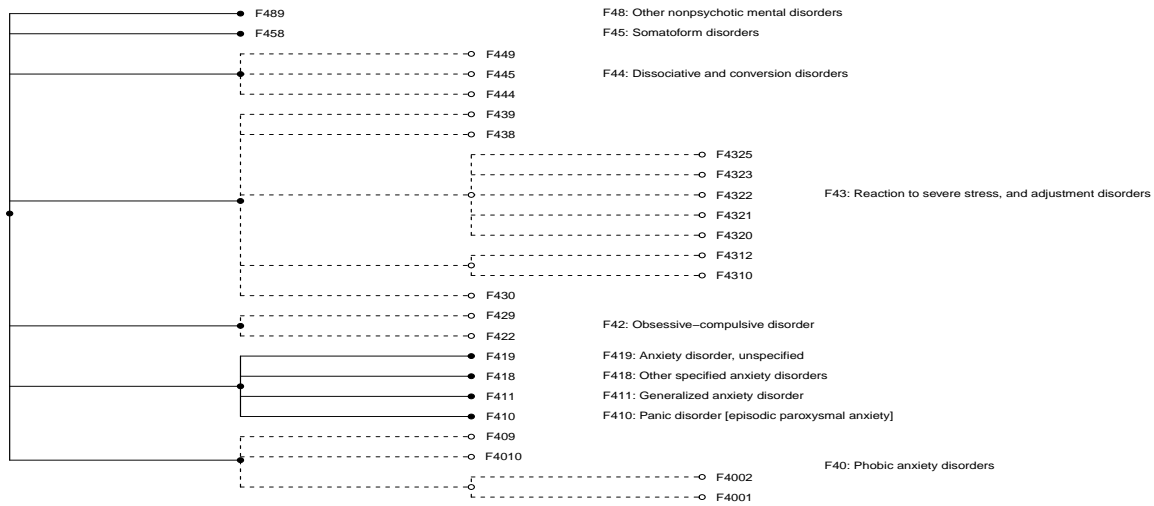 F489 F48: Other nonpsychotic mental disorders
F458 F45: Somatoform disorders
F449
F445 F44: Dissociative and conversion disorders
F444
F439
F438
F4325
F4323
F4322 F43: Reaction to severe stress, and adjustment disorders
F4321
F4320
F4312
F4310
F430
F429
F42: Obsessive−compulsive disorder
F422
F419 F419: Anxiety disorder, unspecified
F418 F418: Other specified anxiety disorders
F411 F411: Generalized anxiety disorder
F410 F410: Panic disorder [episodic paroxysmal anxiety]
F409
F4010
F40: Phobic anxiety disorders
F4002
F4001